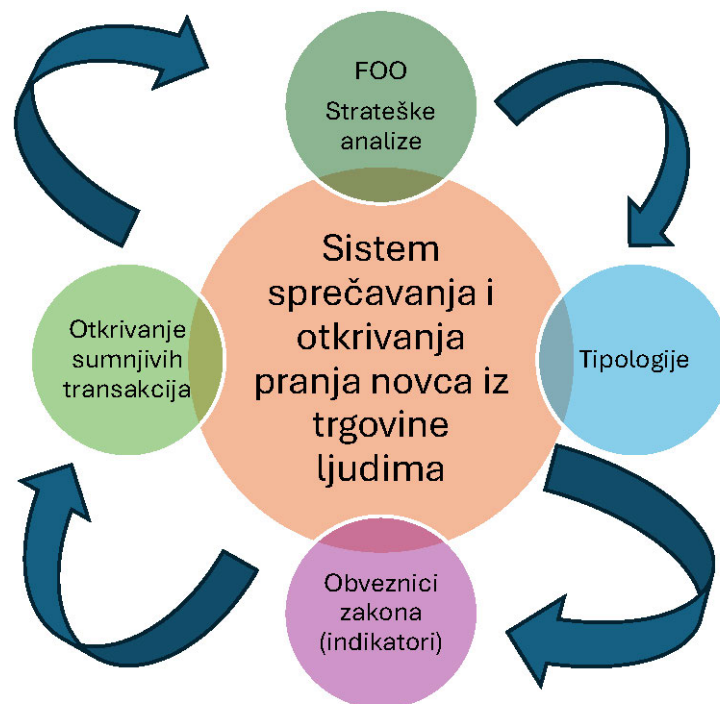 FOO
Strateške
analize
Sistem
sprečavanja i
otkrivanja
pranja novca iz
trgovine
ljudima
Otkrivanje
sumnjivih
transakcija
Tipologije
Obveznici
zakona
(indikatori)